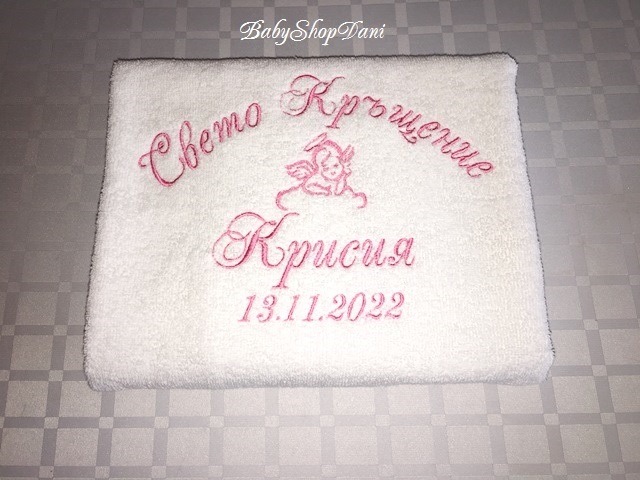 BabyShopDani
Свето Кръщение
Крисия
13.11.2022